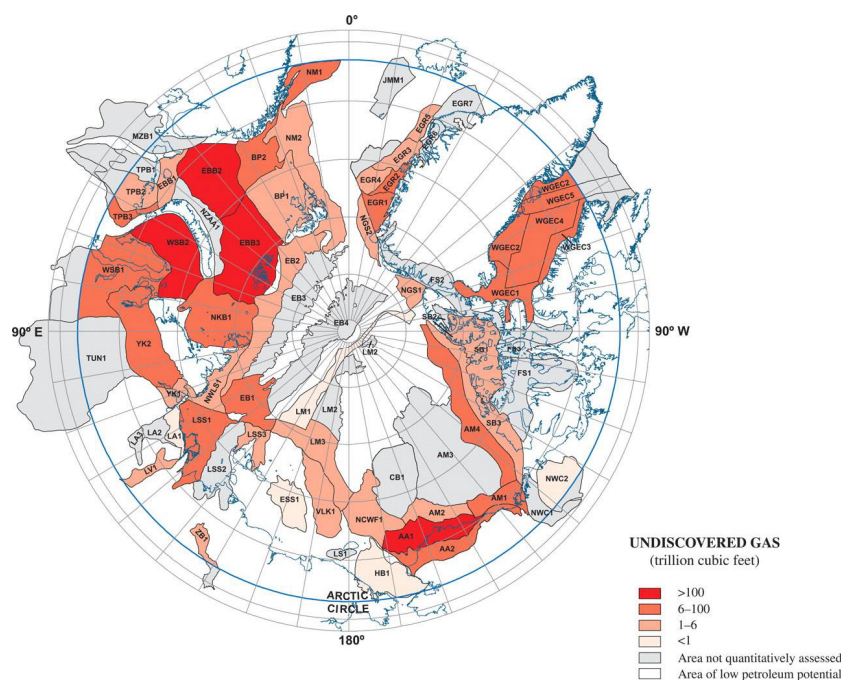 0°
NM1
JMM1
EGR7
EGR5
EGR6
MZB1
NM2
EGR3
TPB1
EBB2
BP2
EBB1
EGR4
EGR2
WGEC2
TPB2
BP1
EGR1
WGEC5
TPB3
NZAA1
NGS2
WGEC4
WSB2
EBB3
WGEC2
WGEC3
EB2
WSB1
FS2
EB3
NGS1
WGEC1
NKB1
EB4
90° E
90° W
YK2
LM2
SG1
TUN1
FS1
NWLS1
YK1
EB1
LM1
LM2
LSS1
SB3
LA3
LA2
LA1
LSS3
LM3
AM4
AM3
LV1
LSS2
CB1
NWC2
ESS1
AM1
VLK1
NCWF1
AM2
NWC1
ZB1
AA1
LS1
AA2
HB1
ARCTIC
CIRCLE
180°
UNDISCOVERED GAS
(trillion cubic feet)
>100
6–100
1–6
<1
Area not quantitatively assessed
Area of low petroleum potential